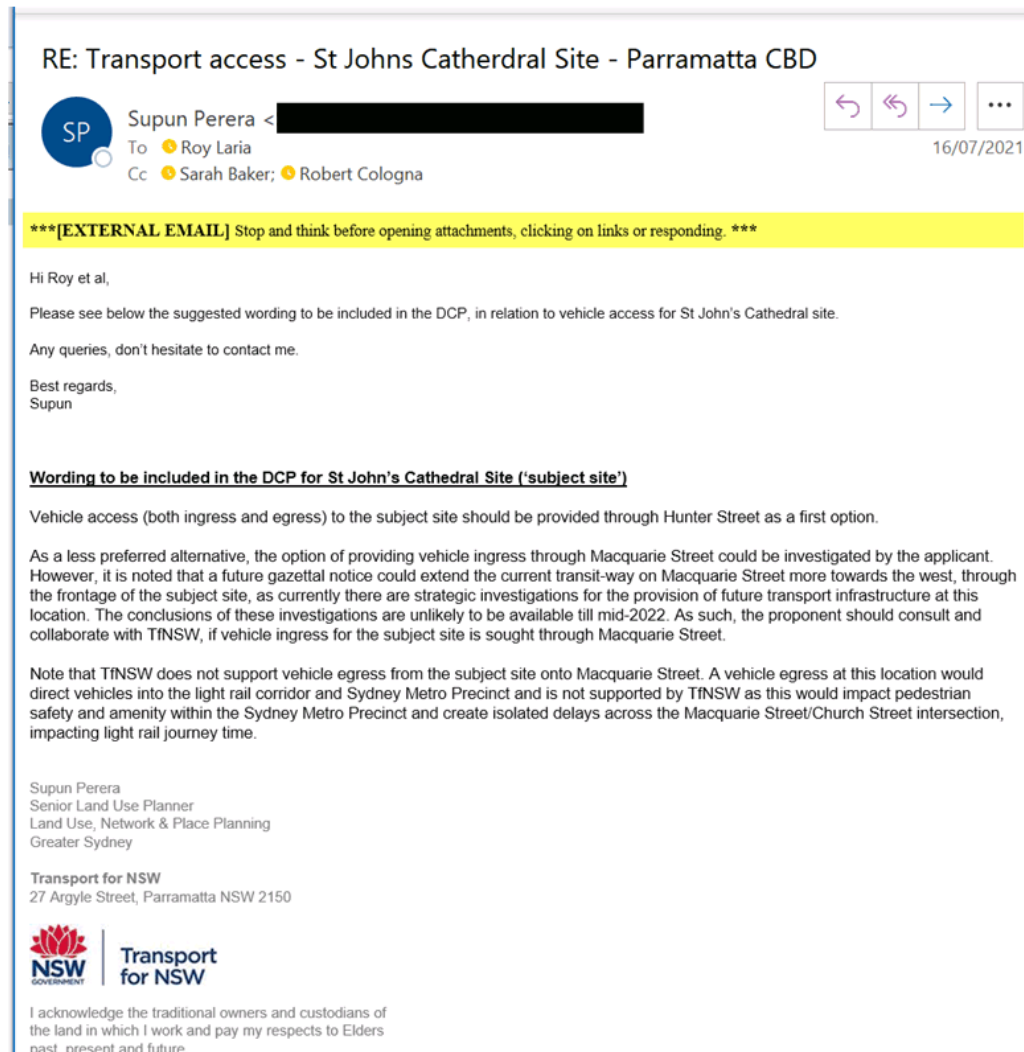 RE: Transport access - St Johns Catherdral Site - Parramatta CBD
SP
Supun Perera <
To Roy Laria
Cc Sarah Baker; Robert Cologna
16/07/2021
***[EXTERNAL EMAIL] Stop and think before opening attachments, clicking on links or responding. ***
Hi Roy et al,
Please see below the suggested wording to be included in the DCP, in relation to vehicle access for St John's Cathedral site.
Any queries, don't hesitate to contact me.
Best regards,
Supun
Wording to be included in the DCP for St John's Cathedral Site ('subject site')
Vehicle access (both ingress and egress) to the subject site should be provided through Hunter Street as a first option.
As a less preferred alternative, the option of providing vehicle ingress through Macquarie Street could be investigated by the applicant.
However, it is noted that a future gazettal notice could extend the current transit-way on Macquarie Street more towards the west, through
the frontage of the subject site, as currently there are strategic investigations for the provision of future transport infrastructure at this
location. The conclusions of these investigations are unlikely to be available till mid-2022. As such, the proponent should consult and
collaborate with TfNSW, if vehicle ingress for the subject site is sought through Macquarie Street.
Note that TfNSW does not support vehicle egress from the subject site onto Macquarie Street. A vehicle egress at this location would
direct vehicles into the light rail corridor and Sydney Metro Precinct and is not supported by TfNSW as this would impact pedestrian
safety and amenity within the Sydney Metro Precinct and create isolated delays across the Macquarie Street/Church Street intersection,
impacting light rail journey time.
Supun Perera
Senior Land Use Planner
Land Use, Network & Place Planning
Greater Sydney
Transport for NSW
27 Argyle Street, Parramatta NSW 2150
NSW
GOVERNMENT
Transport
for NSW
I acknowledge the traditional owners and custodians of
the land in which I work and pay my respects to Elders
past, present and future